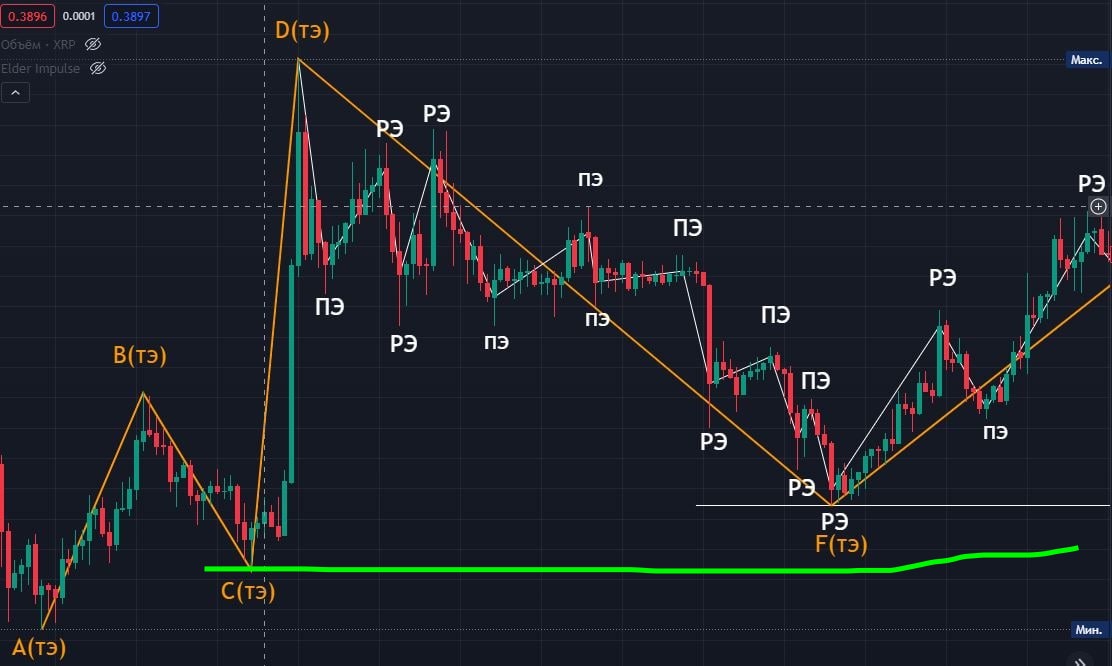 0.3896 0.0001 0.3897
Объём · XRP
Elder Impulse
D(тэ)
Макс.
РЭ
РЭ
ПЭ
РЭ
ПЭ
РЭ
ПЭ
ПЭ
ПЭ
ПЭ
РЭ
ПЭ
B(тэ)
ПЭ
РЭ
ПЭ
РЭ
РЭ
F(тэ)
C(тэ)
A(тэ)
Мин.